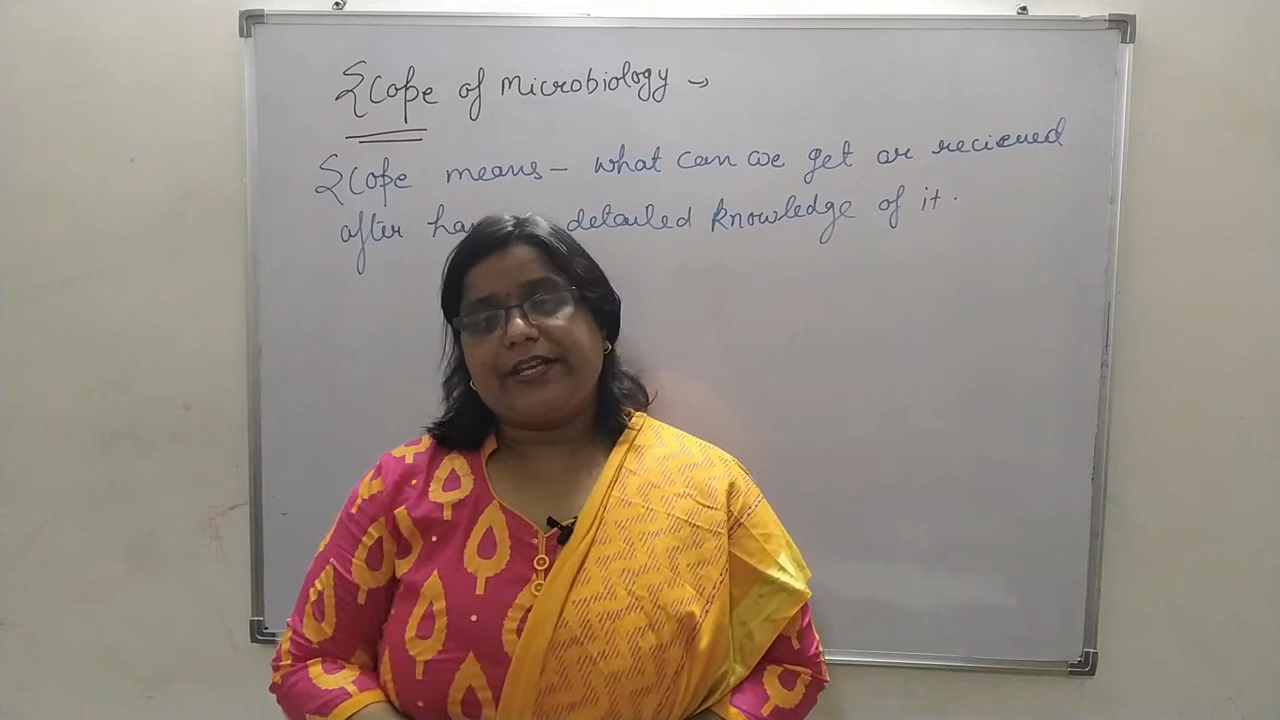 Scope of Microbiology →
Scope means - what can we get or recieved
after detailed knowledge of it.